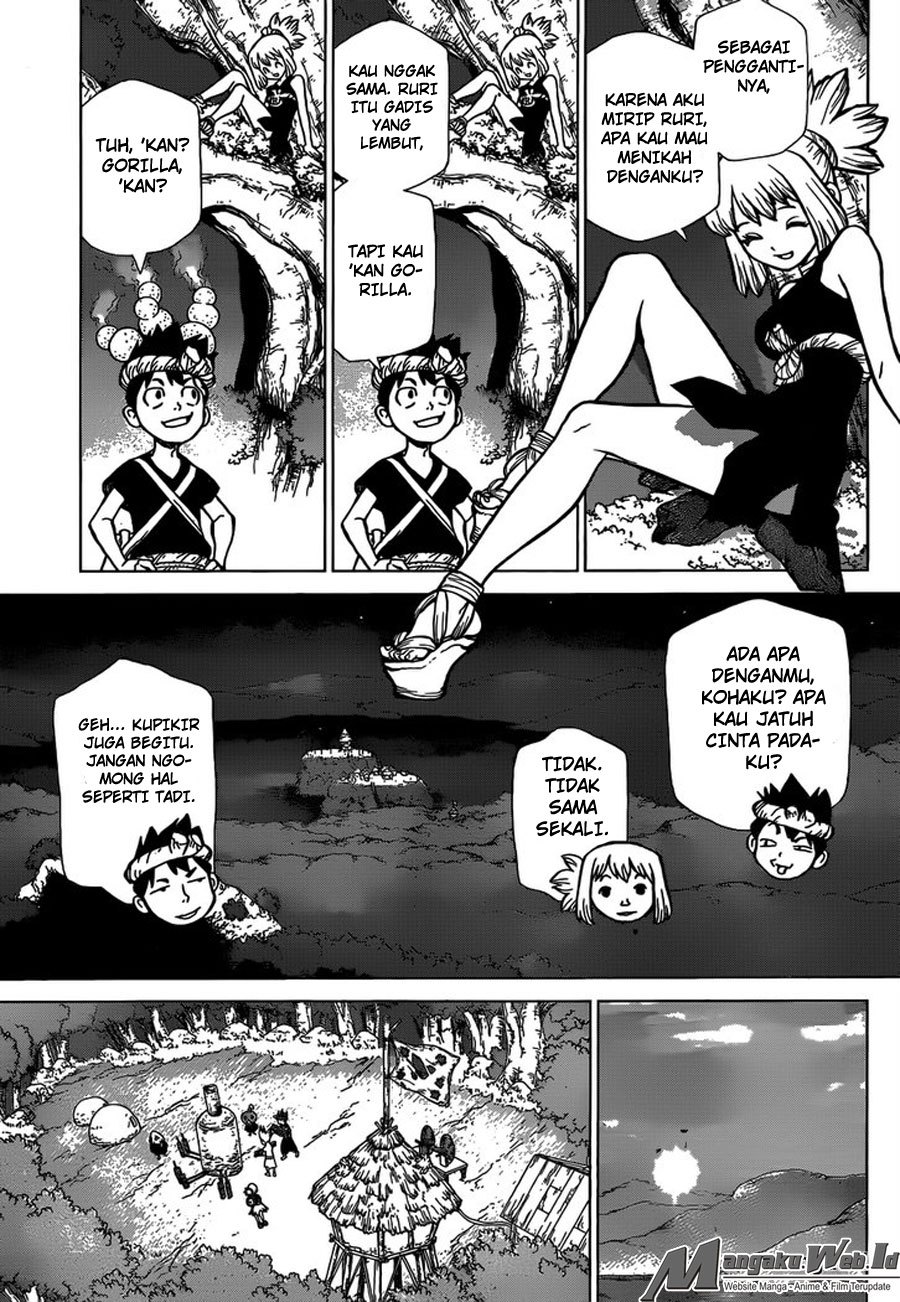 SEBAGAI
PENGGANTI-
NYA,
KARENA AKU
MIRIP RURI,
APA KAU MAU
MENIKAH
DENGANKU?
KAU NGGAK
SAMA. RURI
ITU GADIS
YANG
LEMBUT,
TAPI KAU
'KAN GO-
RILLA.
TUH, 'KAN?
GORILLA,
'KAN?
ADA APA
DENGANMU,
KOHAKU? APA
KAU JATUH
CINTA PADA-
KU?
TIDAK.
TIDAK
SAMA
SEKALI.
GEH... KUPIKIR
JUGA BEGITU.
JANGAN NGO-
MONG HAL
SEPERTI TADI.
MangakuWeb.Id
Website Manga - Anime & Film Terupdate